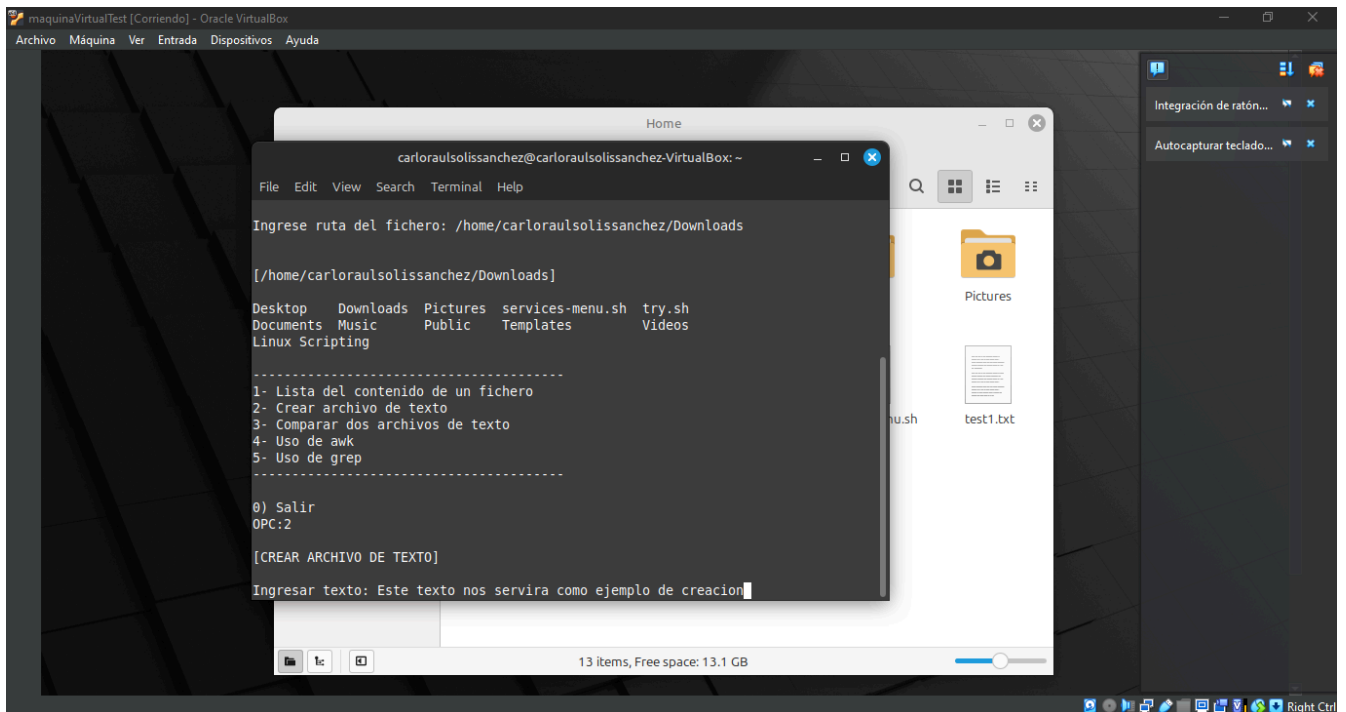 maquinaVirtualTest [Corriendo] - Oracle VirtualBox
Archivo Máquina Ver Entrada Dispositivos Ayuda
Integración de ratón...
Autocapturar teclado...
Home
carloraulsolissanchez@carloraulsolissanchez-VirtualBox: ~
File Edit View Search Terminal Help
Ingrese ruta del fichero: /home/carloraulsolissanchez/Downloads
[/home/carloraulsolissanchez/Downloads]
Desktop Downloads Pictures services-menu.sh try.sh
Documents Music Public Templates Videos
Linux Scripting
----------------------------------------
1- Lista del contenido de un fichero
2- Crear archivo de texto
3- Comparar dos archivos de texto
4- Uso de awk
5- Uso de grep
----------------------------------------
0) Salir
OPC:2
[CREAR ARCHIVO DE TEXTO]
Ingresar texto: Este texto nos servira como ejemplo de creacion
Pictures
nu.sh
test1.txt
13 items, Free space: 13.1 GB
Right Ctrl